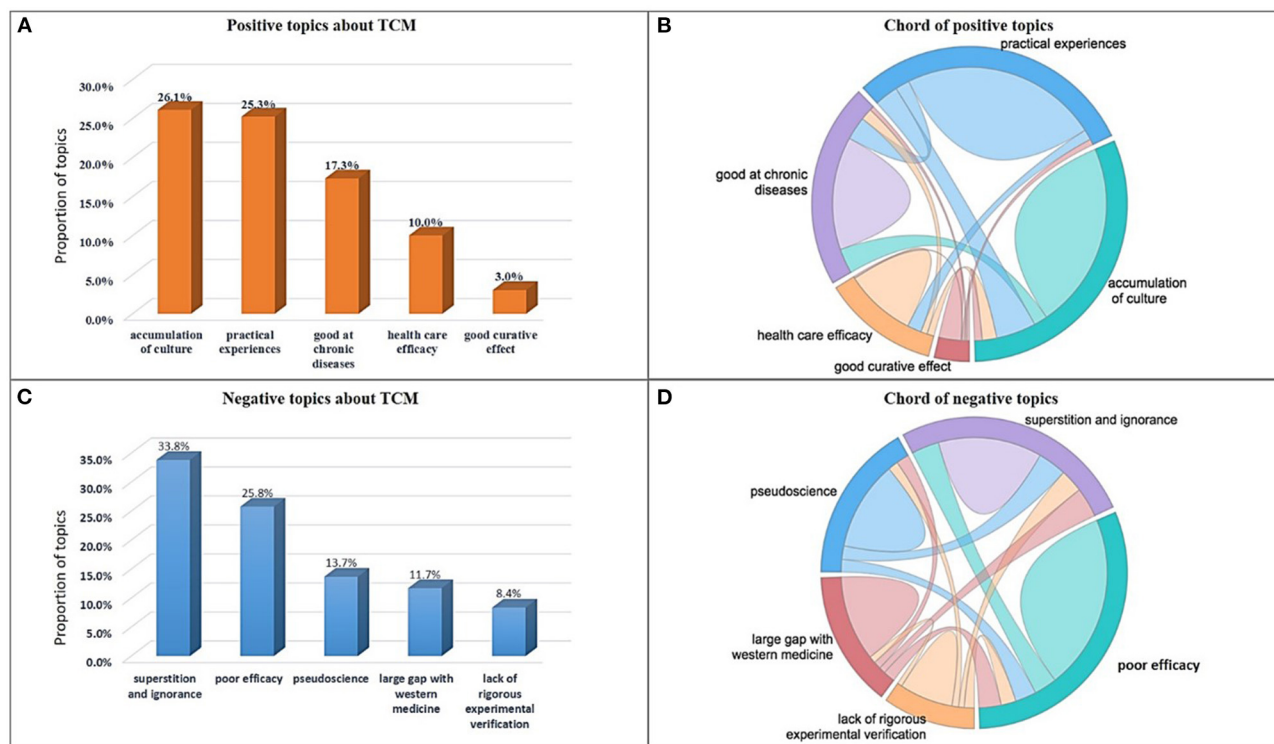 A
Positive topics about TCM
Proportion of topics
30.0%
25.0%
20.0%
15.0%
10.0%
5.0%
0.0%
26.1%
25.3%
17.3%
10.0%
3.0%
accumulation
of culture
practical
experiences
good at
chronic
diseases
health care
efficacy
good curative
effect
B
Chord of positive topics
practical experiences
good at chronic
diseases
accumulation
of culture
health care efficacy
good curative effect
C
Negative topics about TCM
Proportion of topics
35.0%
30.0%
25.0%
20.0%
15.0%
10.0%
5.0%
0.0%
33.8%
25.8%
13.7%
11.7%
8.4%
superstition
and ignorance
poor efficacy
pseudoscience
large gap with
western
medicine
lack of
rigorous
experimental
verification
D
Chord of negative topics
superstition and ignorance
pseudoscience
large gap with
western medicine
poor efficacy
lack of rigorous
experimental verification